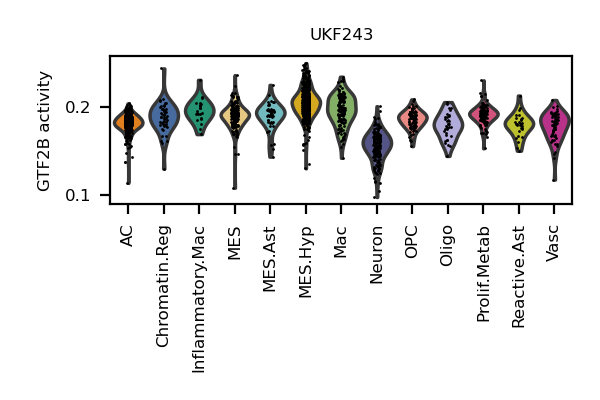 UKF243
GTF2B activity
0.2
0.1
AC
Chromatin.Reg
Inflammatory.Mac
MES
MES.Ast
MES.Hyp
Mac
Neuron
OPC
Oligo
Prolif.Metab
Reactive.Ast
Vasc